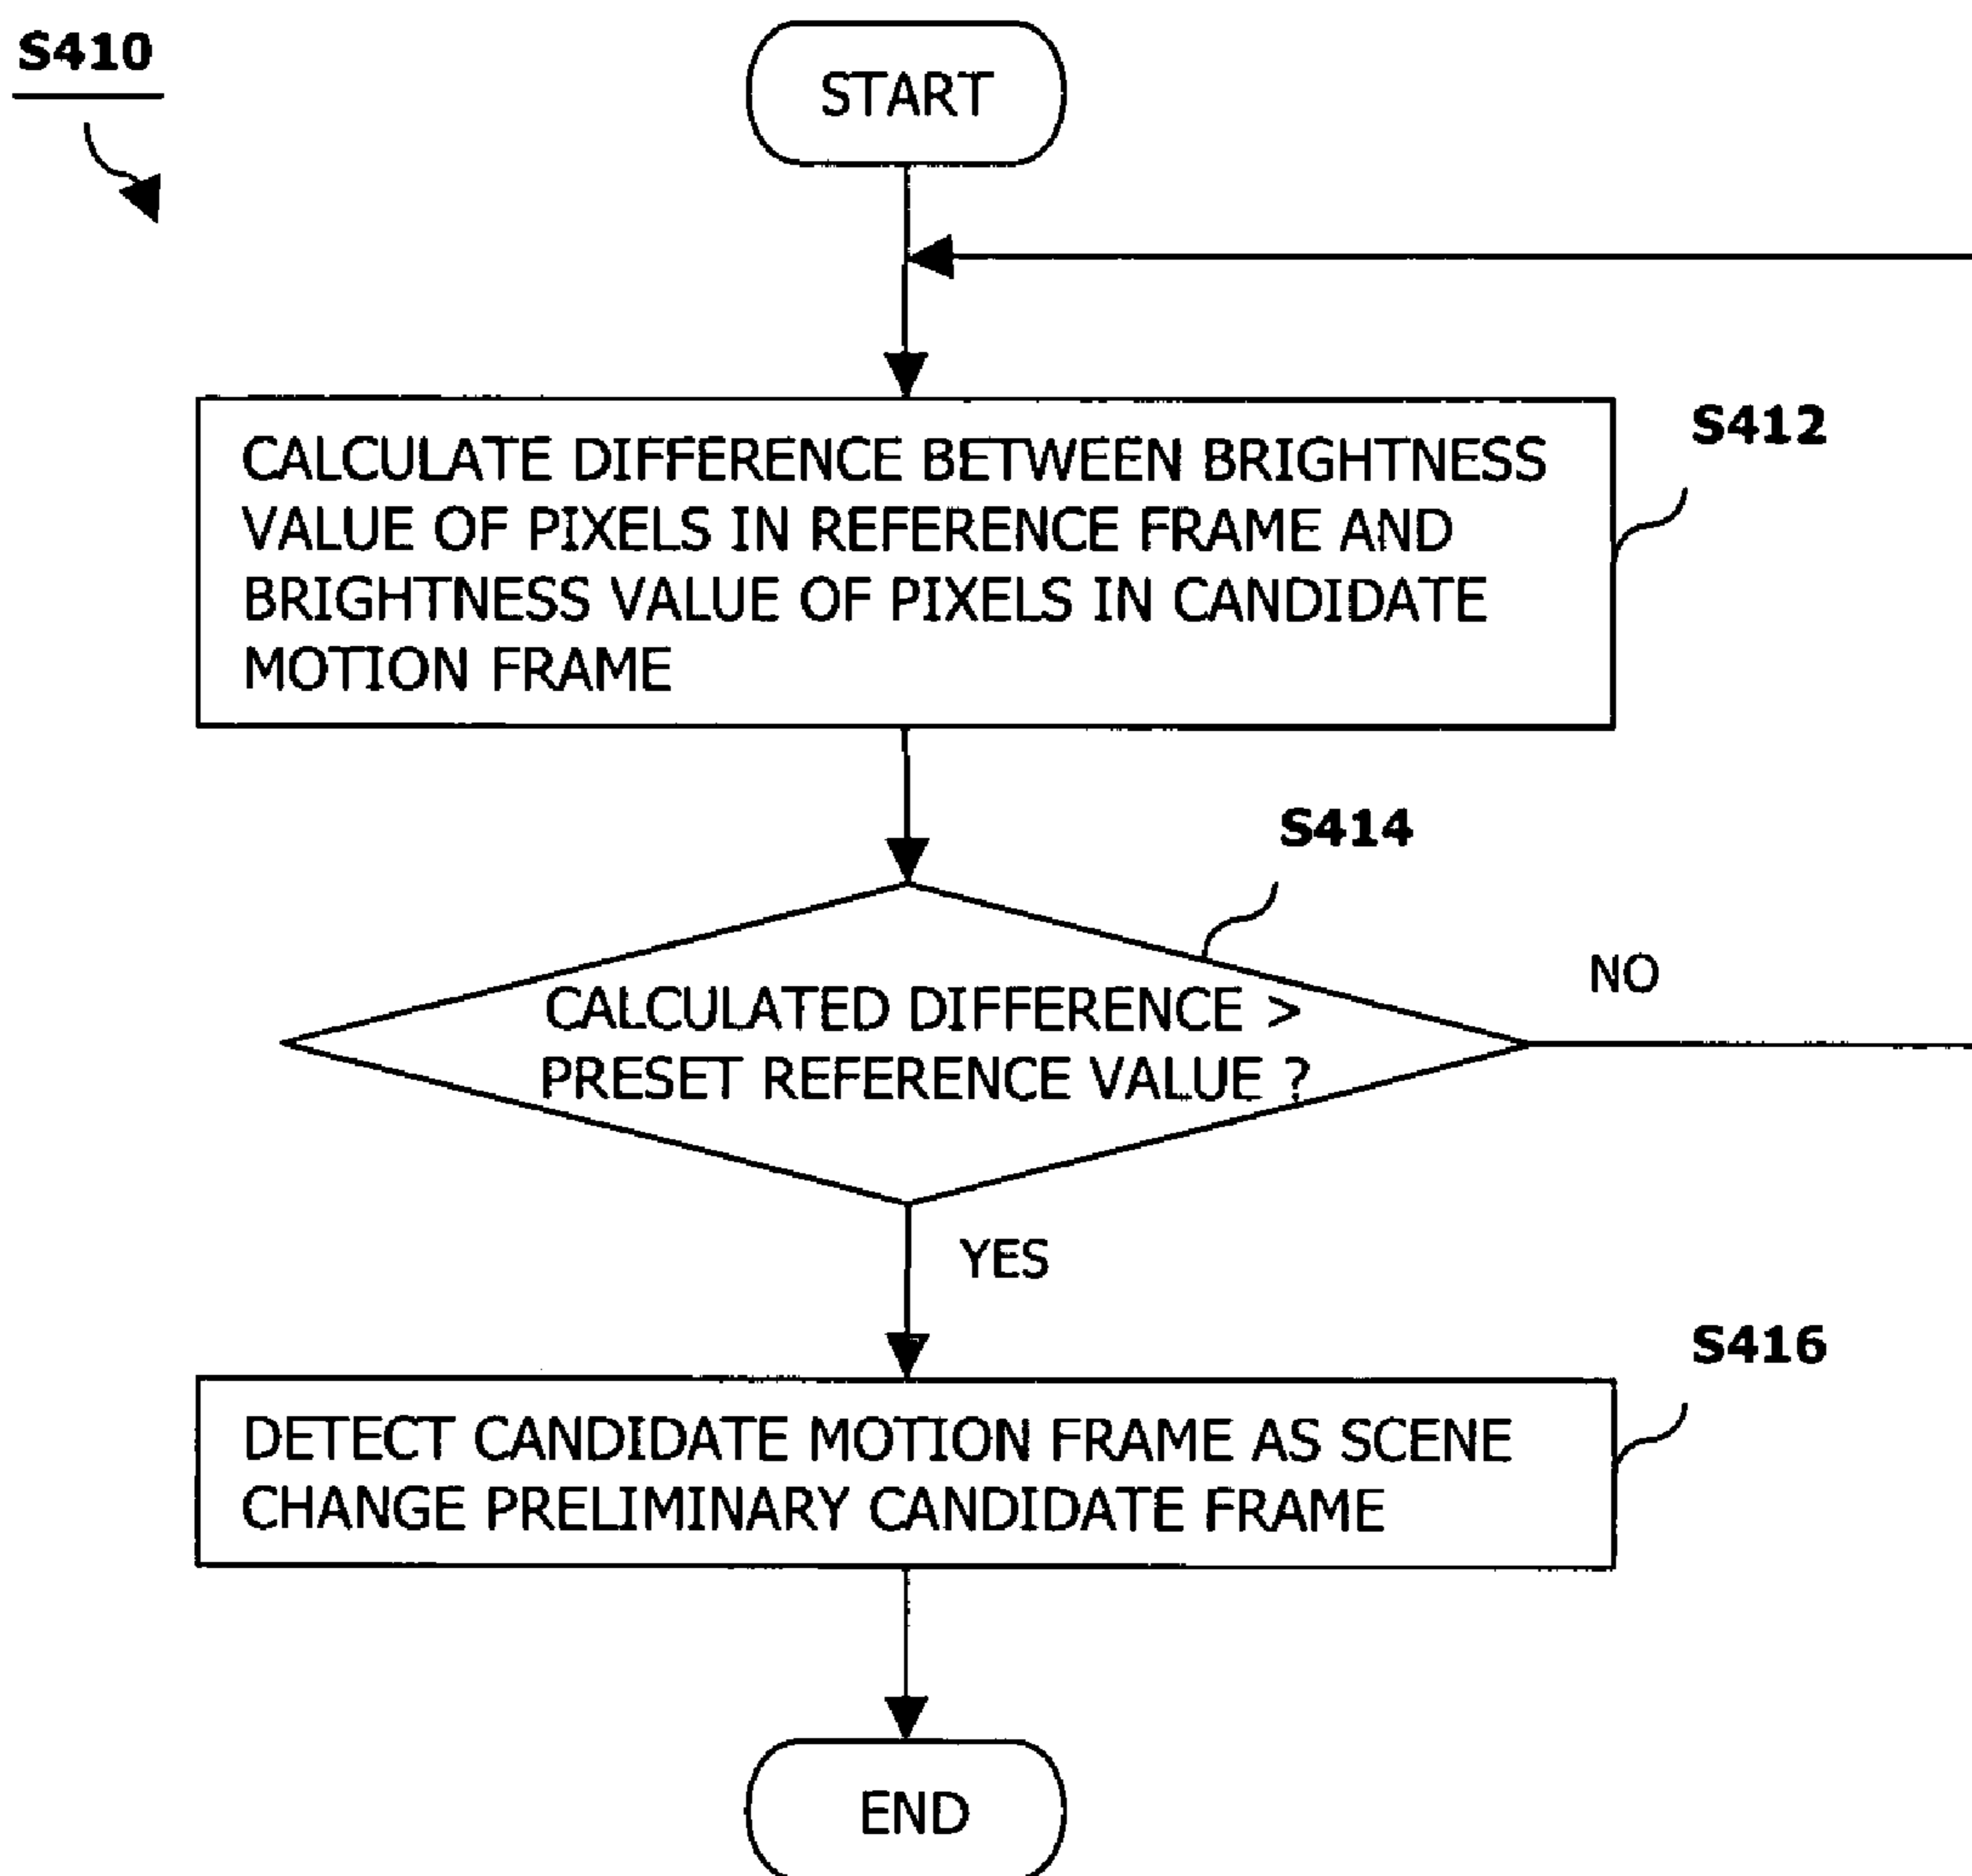 S410
START
CALCULATE DIFFERENCE BETWEEN BRIGHTNESS
VALUE OF PIXELS IN REFERENCE FRAME AND
BRIGHTNESS VALUE OF PIXELS IN CANDIDATE
MOTION FRAME
S412
S414
CALCULATED DIFFERENCE >
PRESET REFERENCE VALUE ?
NO
YES
S416
DETECT CANDIDATE MOTION FRAME AS SCENE
CHANGE PRELIMINARY CANDIDATE FRAME
END